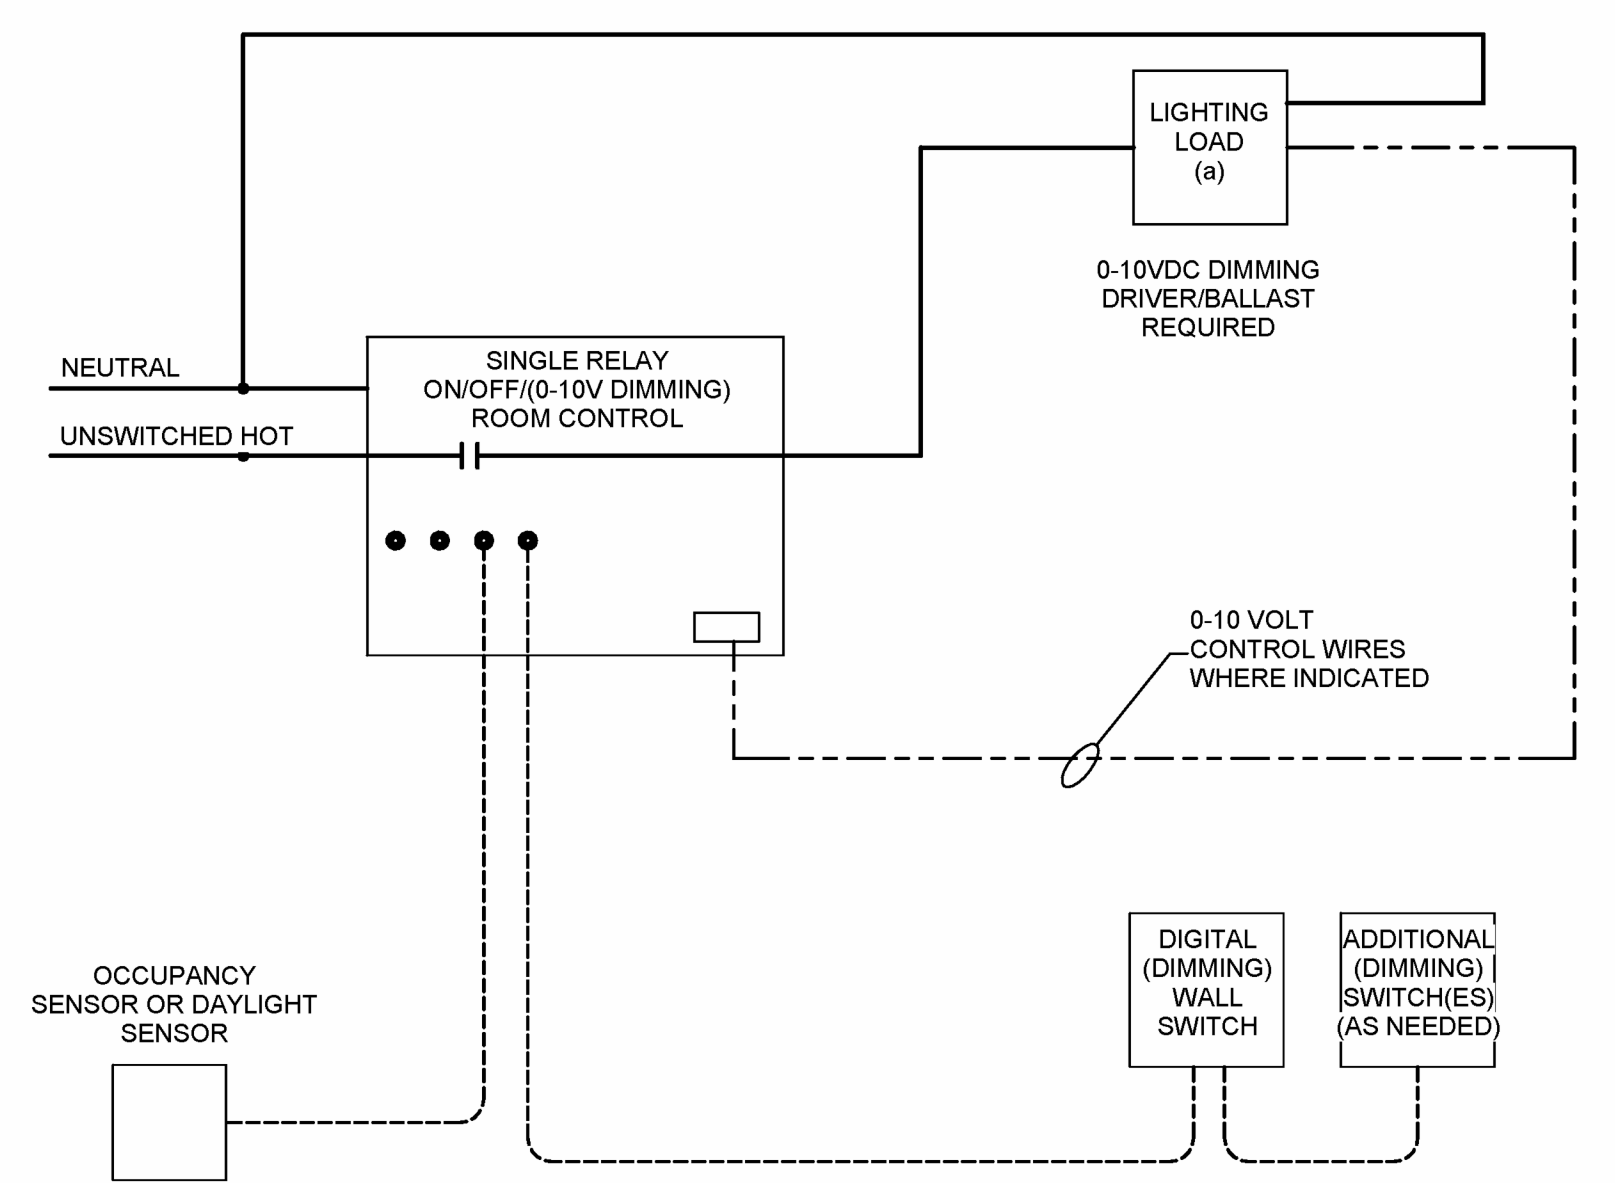 LIGHTING
LOAD
(a)
0-10VDC DIMMING
DRIVER/BALLAST
REQUIRED
NEUTRAL
UNSWITCHED HOT
SINGLE RELAY
ON/OFF/(0-10V DIMMING)
ROOM CONTROL
0-10 VOLT
CONTROL WIRES
WHERE INDICATED
OCCUPANCY
SENSOR OR DAYLIGHT
SENSOR
DIGITAL
(DIMMING)
WALL
SWITCH
ADDITIONAL
(DIMMING)
SWITCH(ES)
(AS NEEDED)